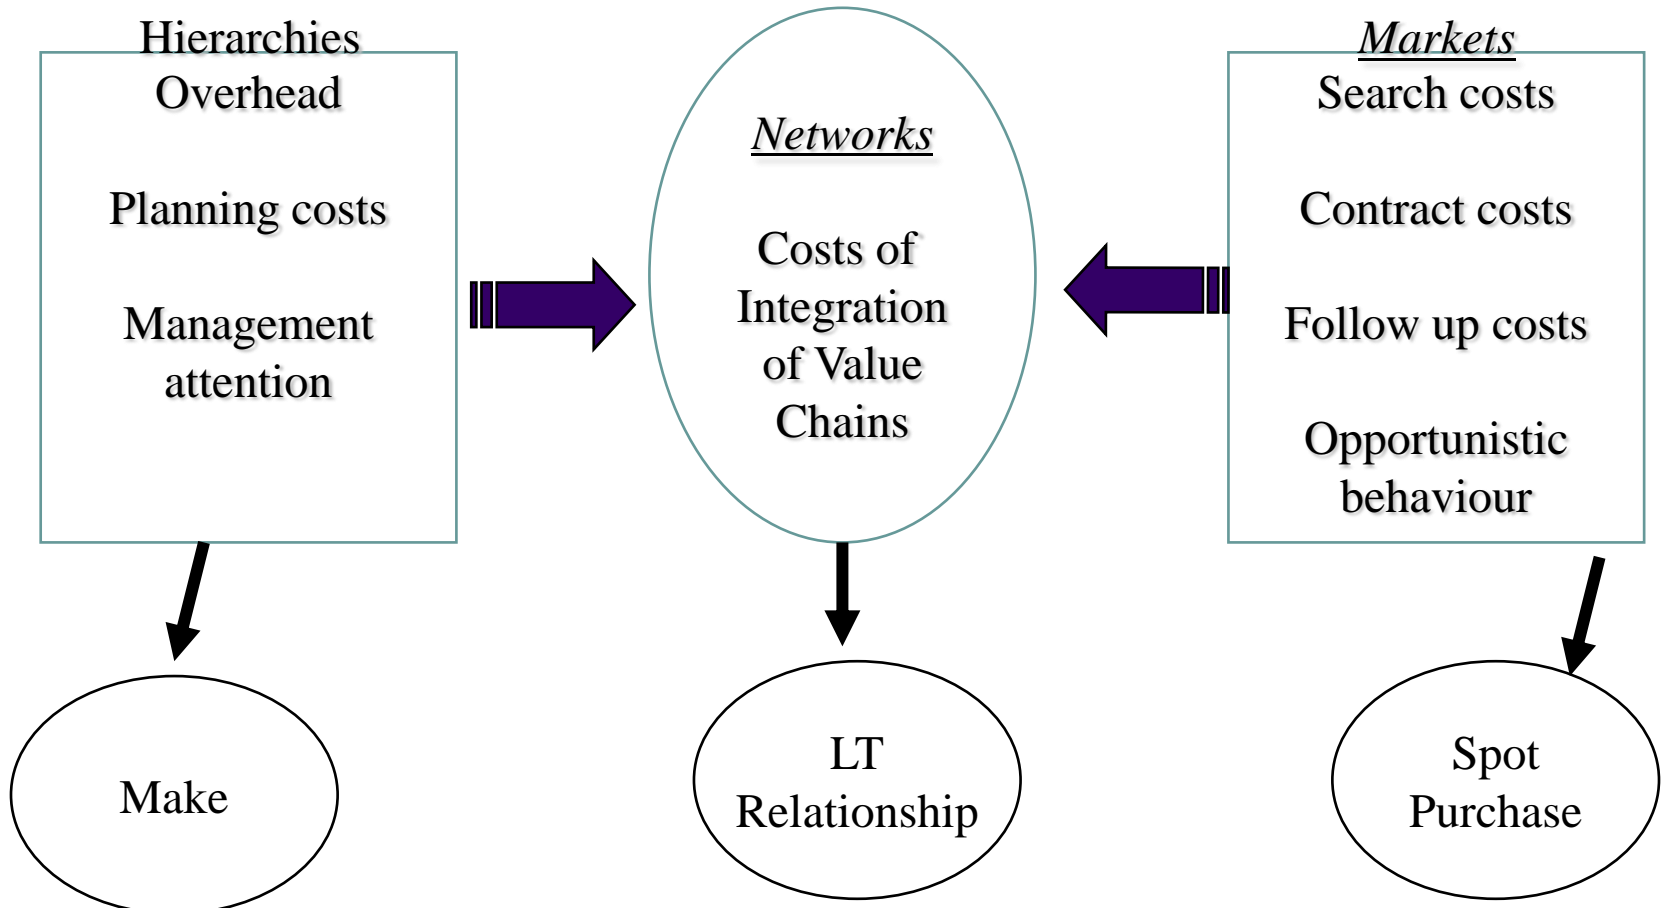 Hierarchies
Overhead
Planning costs
Management
attention
Networks
Costs of
Integration
of Value
Chains
Markets
Search costs
Contract costs
Follow up costs
Opportunistic
behaviour
Make
LT
Relationship
Spot
Purchase